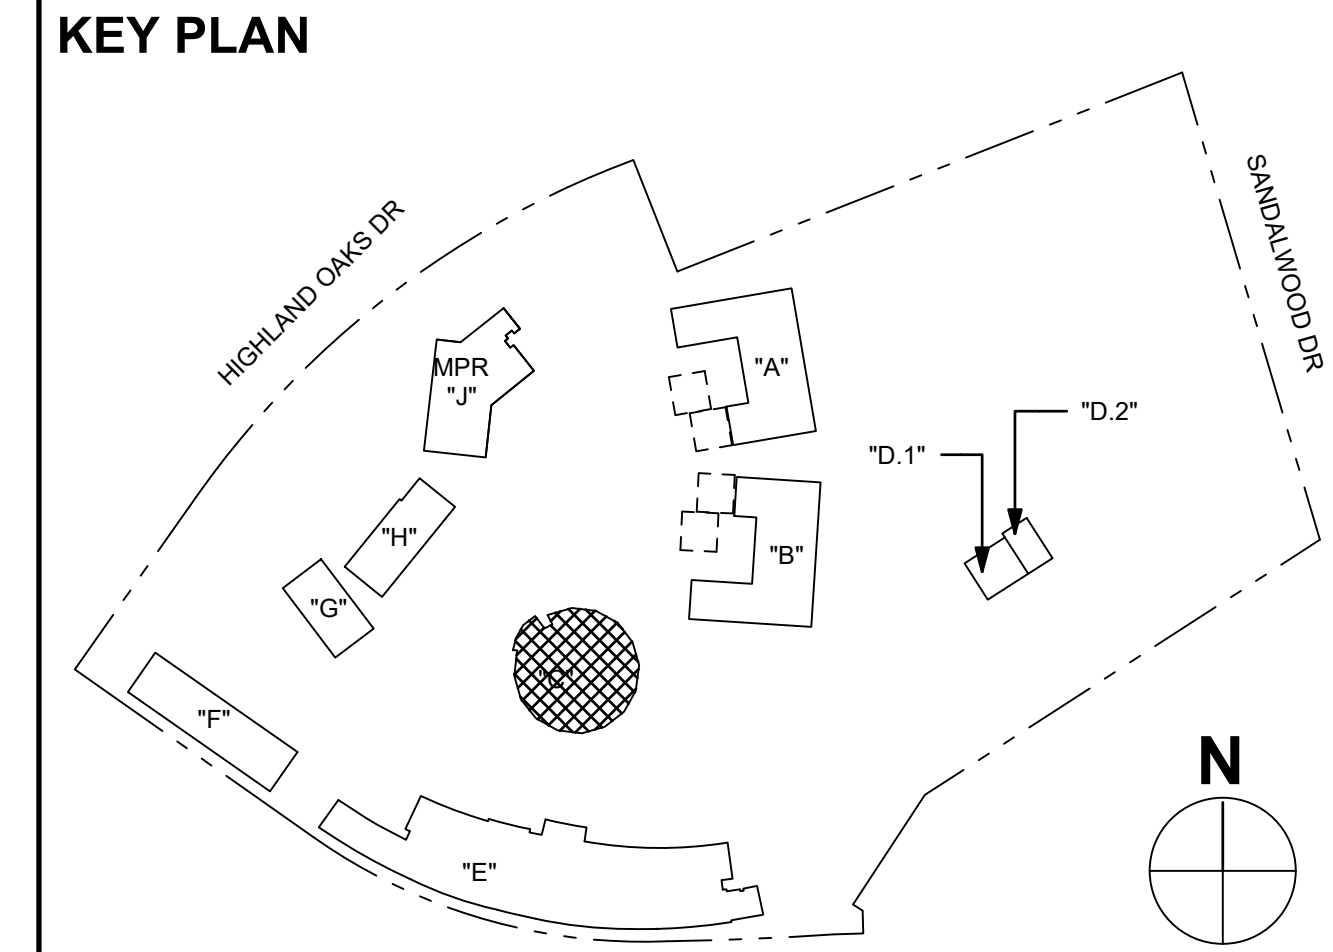 KEY PLAN
HIGHLAND OAKS DR
SANDALWOOD DR
MPR
"J"
"A"
"D.2"
"D.1"
"H"
"B"
"G"
"C"
"F"
N
"E"